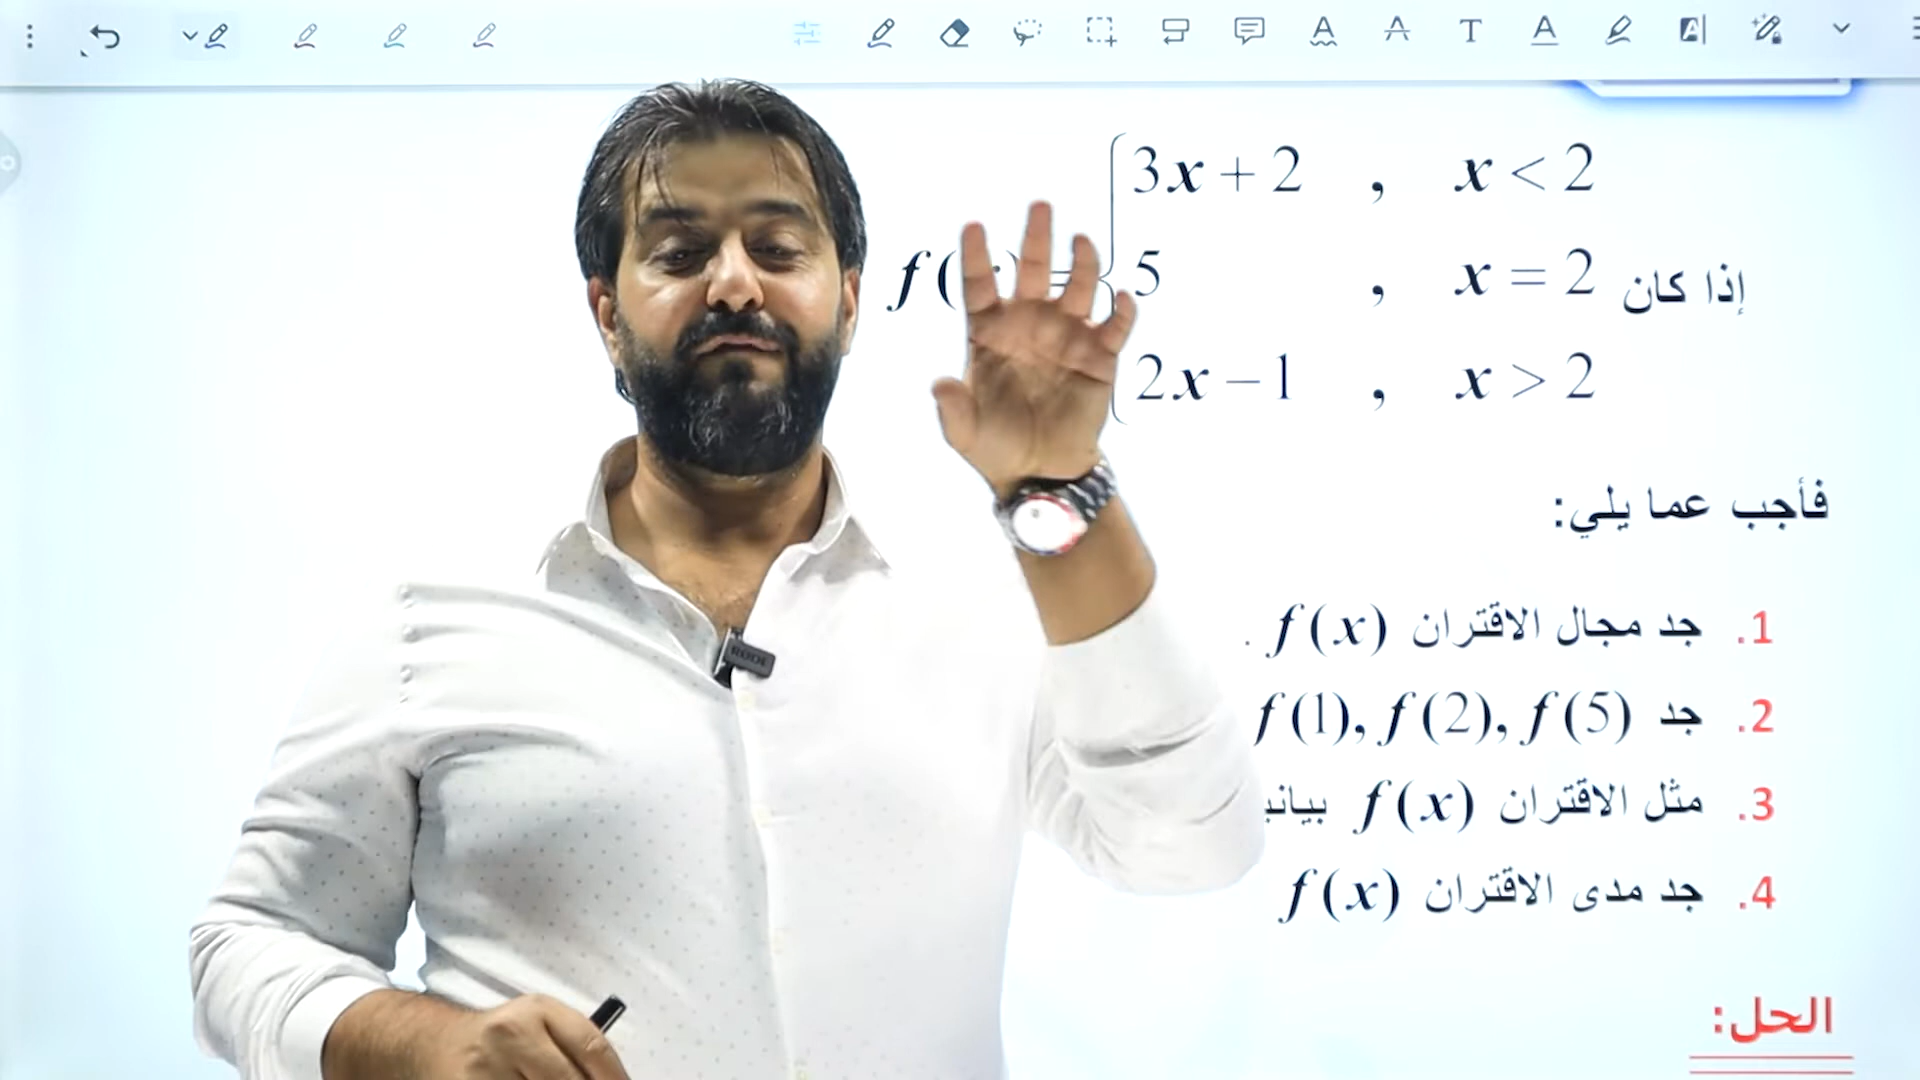 3x + 2 , x < 2
إذا كان f( ) = 5 , x = 2
2x − 1 , x > 2
فأجب عما يلي:
1. جد مجال الاقتران f(x) .
2. جد f(1), f(2), f(5)
3. مثل الاقتران f(x)
4. جد مدى الاقتران f(x)
الحل:
RODE